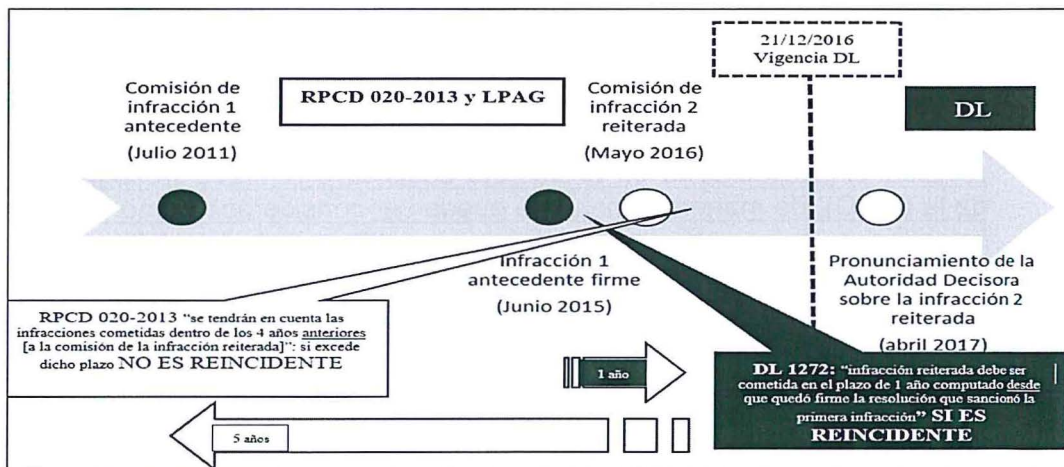 21/12/2016
Vigencia DL
Comisión de
infracción 1
antecedente
(Julio 2011)
RPCD 020-2013 y LPAG
Comisión de
infracción 2
reiterada
(Mayo 2016)
DL
Infracción 1
antecedente firme
(Junio 2015)
Pronunciamiento de la
Autoridad Decisora
sobre la infracción 2
reiterada
(abril 2017)
RPCD 020-2013 “se tendrán en cuenta las
infracciones cometidas dentro de los 4 años anteriores
[a la comisión de la infracción reiterada]”: si excede
dicho plazo NO ES REINCIDENTE
1 año
5 años
DL 1272: “infracción reiterada debe ser
cometida en el plazo de 1 año computado desde
que quedó firme la resolución que sancionó la
primera infracción” SI ES
REINCIDENTE